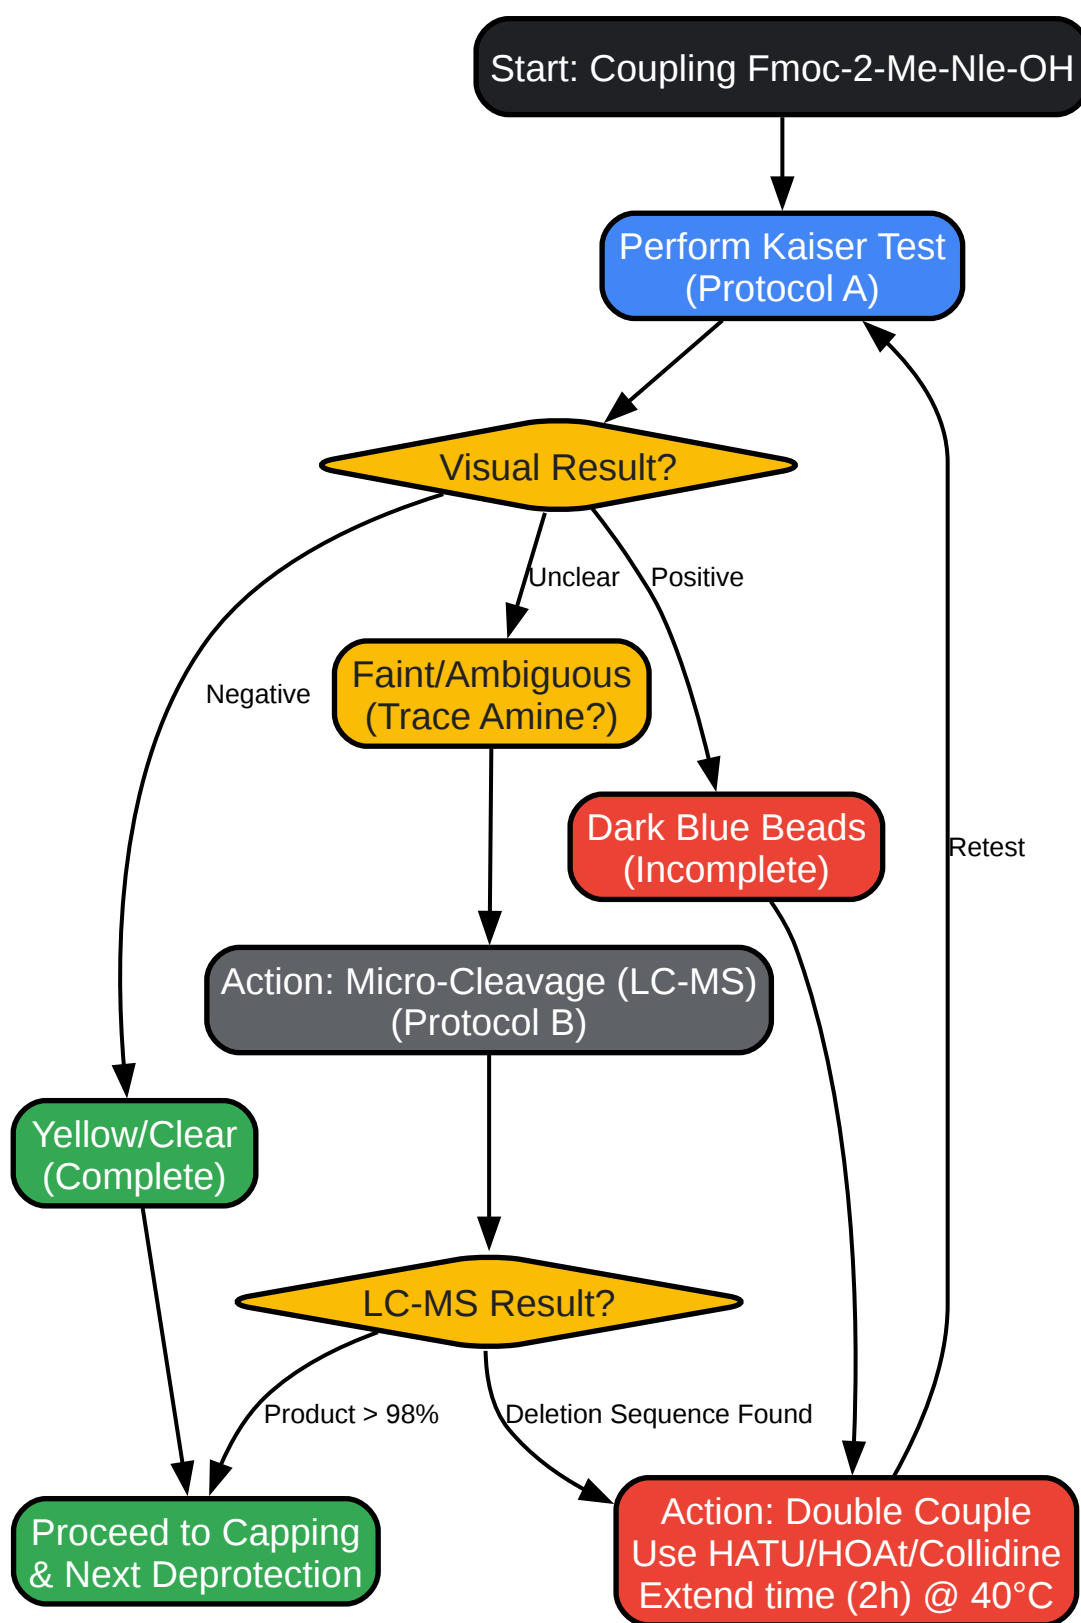 Start: Coupling Fmoc-2-Me-Nle-OH
Perform Kaiser Test
(Protocol A)
Visual Result?
Unclear
Positive
Negative
Faint/Ambiguous
(Trace Amine?)
Dark Blue Beads
(Incomplete)
Retest
Action: Micro-Cleavage (LC-MS)
(Protocol B)
Yellow/Clear
(Complete)
LC-MS Result?
Product > 98%
Deletion Sequence Found
Proceed to Capping
& Next Deprotection
Action: Double Couple
Use HATU/HOAt/Collidine
Extend time (2h) @ 40°C